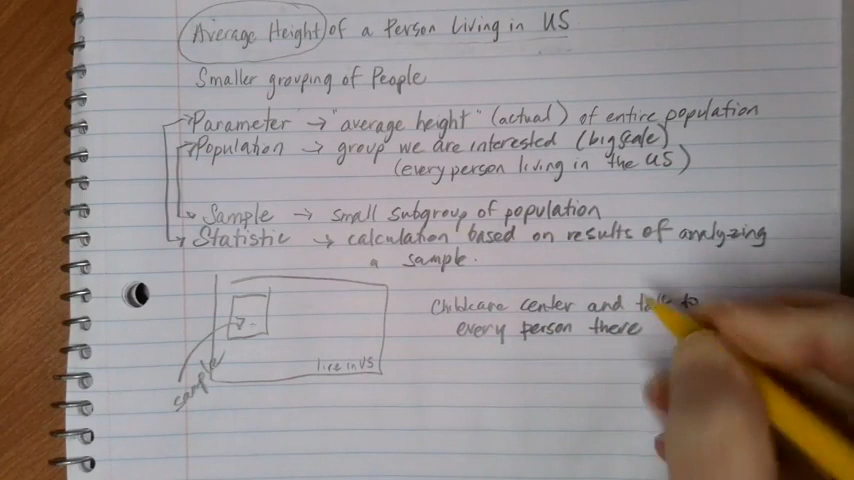 Average Height of a Person Living in US
Smaller grouping of People
Parameter → "average height" (actual) of entire population
Population → group we are interested (big scale)
(every person living in the US)
Sample → small subgroup of population
Statistic → calculation based on results of analyzing
a sample.
live in US
sample
Childcare center and talk to
every person there